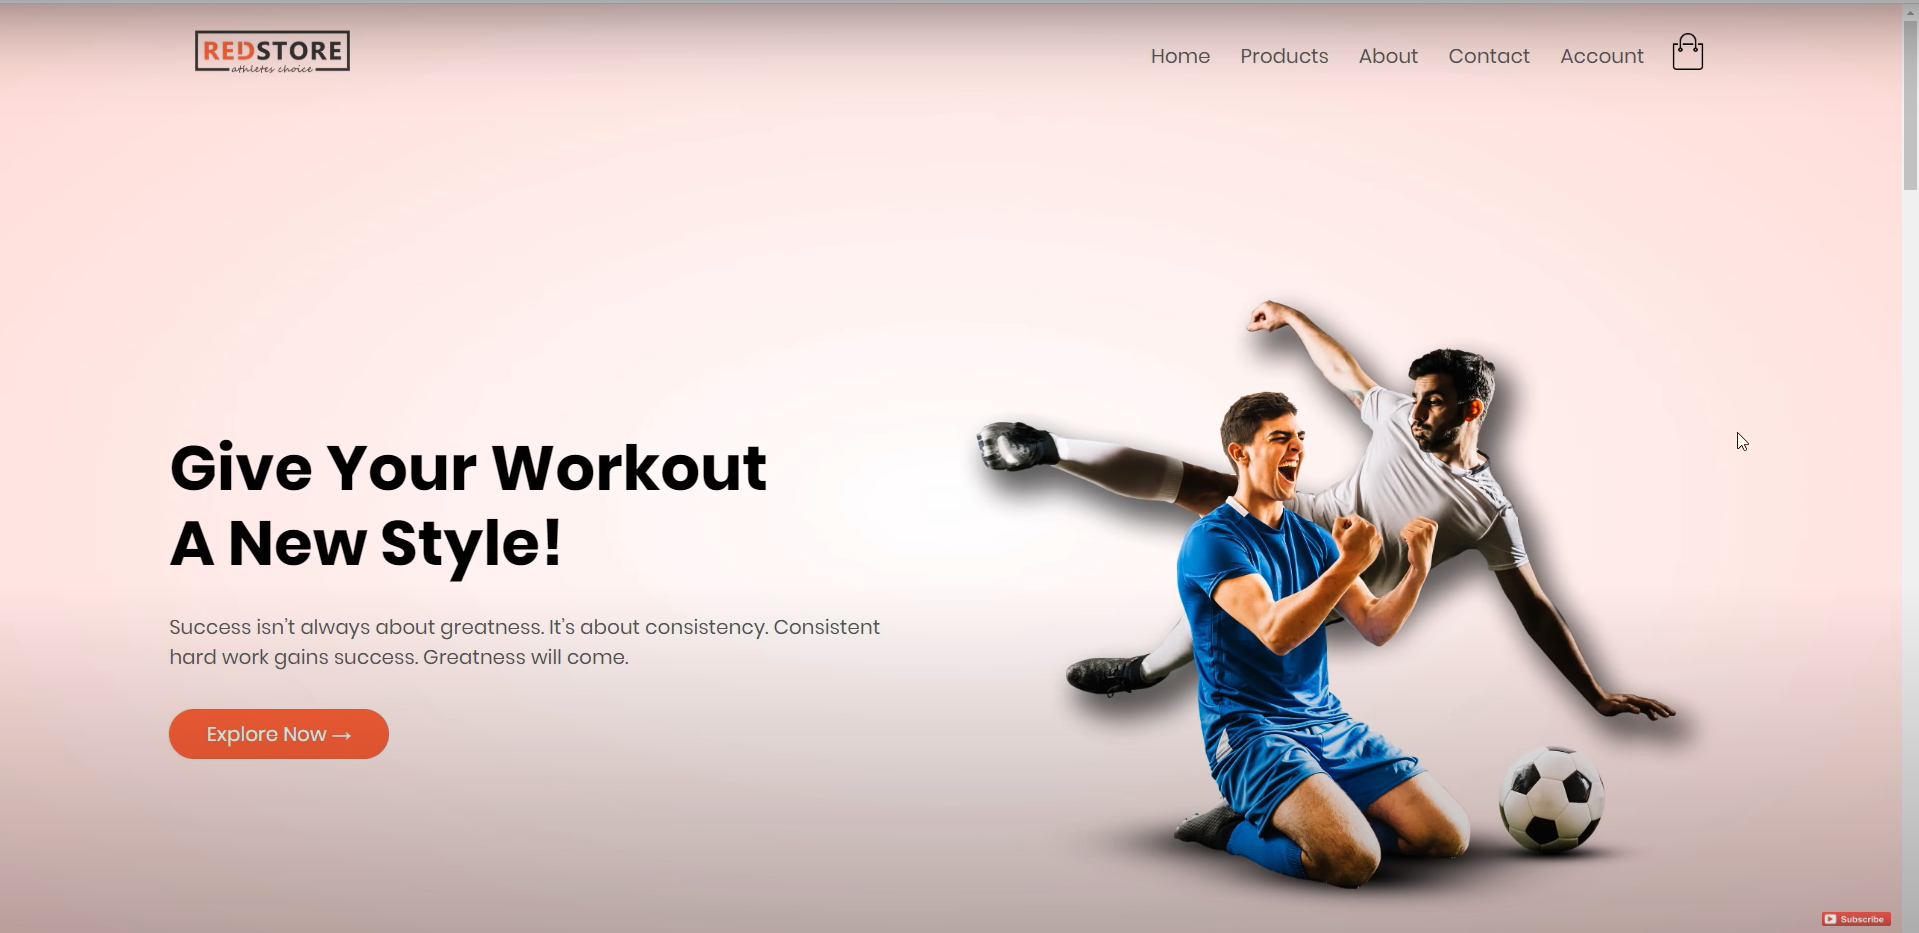 REDSTORE
athletes choice
Home
Products
About
Contact
Account
Give Your Workout
A New Style!
Success isn't always about greatness. It's about consistency. Consistent
hard work gains success. Greatness will come.
Explore Now →
Subscribe